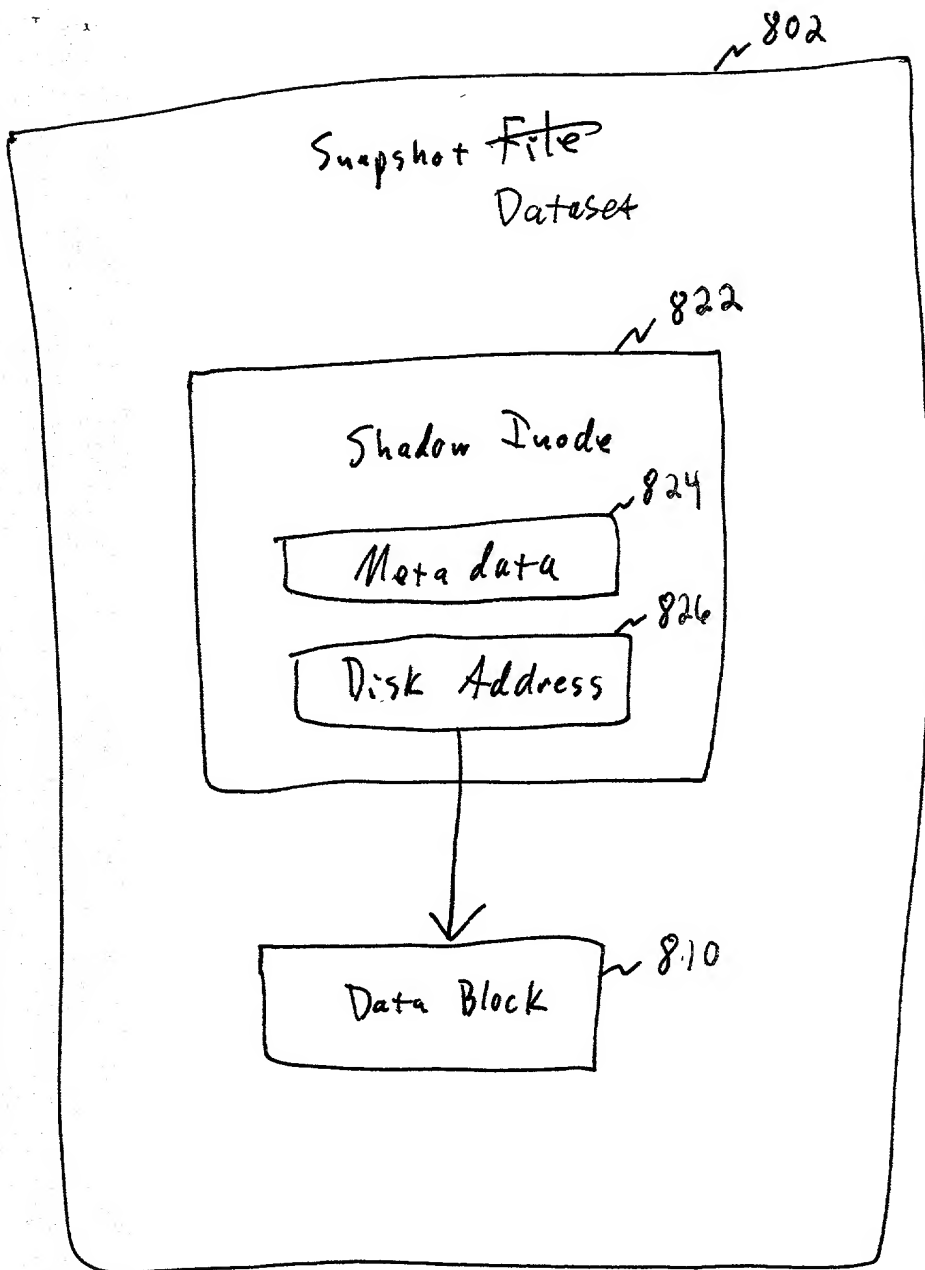 802
Snapshot File
Dataset
822
Shadow Inode
824
Metadata
826
Disk Address
810
Data Block